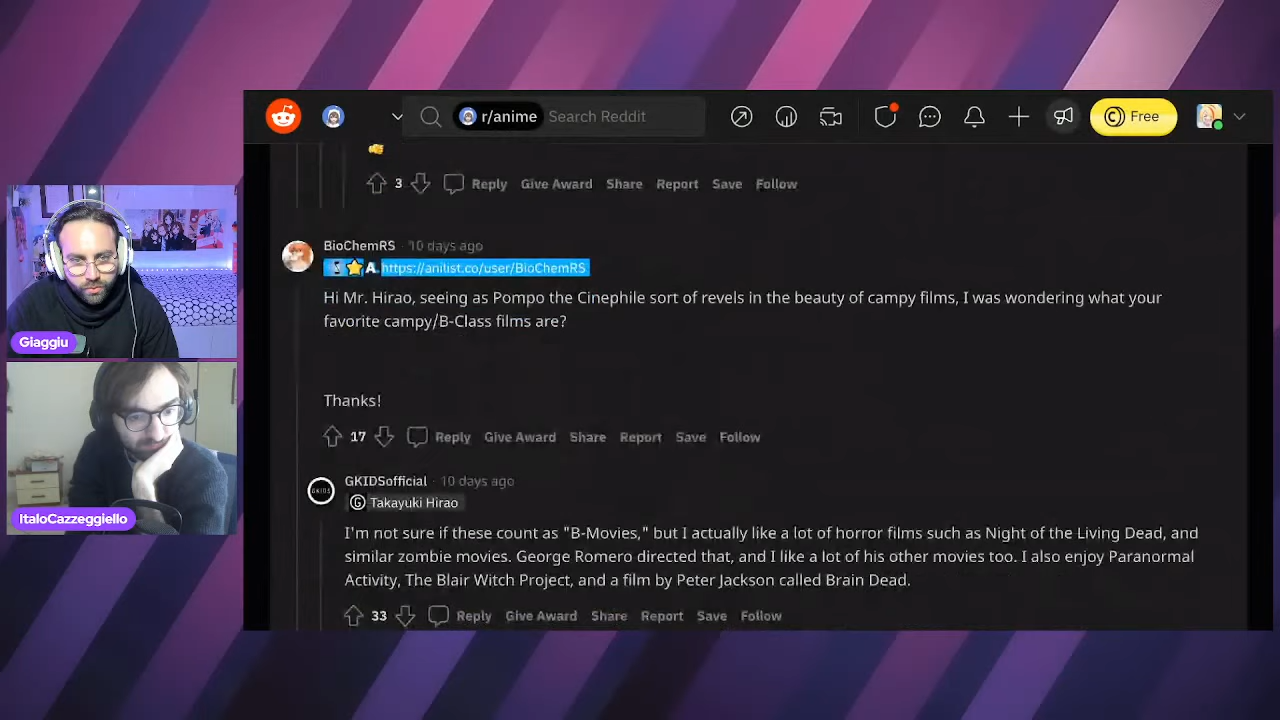 r/anime Search Reddit
Free
3 Reply Give Award Share Report Save Follow
BioChemRS · 10 days ago
A. https://anilist.co/user/BioChemRS
Hi Mr. Hirao, seeing as Pompo the Cinephile sort of revels in the beauty of campy films, I was wondering what your
favorite campy/B-Class films are?
Thanks!
17 Reply Give Award Share Report Save Follow
GKIDS
GKIDSofficial · 10 days ago
G Takayuki Hirao
I'm not sure if these count as "B-Movies," but I actually like a lot of horror films such as Night of the Living Dead, and
similar zombie movies. George Romero directed that, and I like a lot of his other movies too. I also enjoy Paranormal
Activity, The Blair Witch Project, and a film by Peter Jackson called Brain Dead.
33 Reply Give Award Share Report Save Follow
Giaggiu
ItaloCazzeggiello